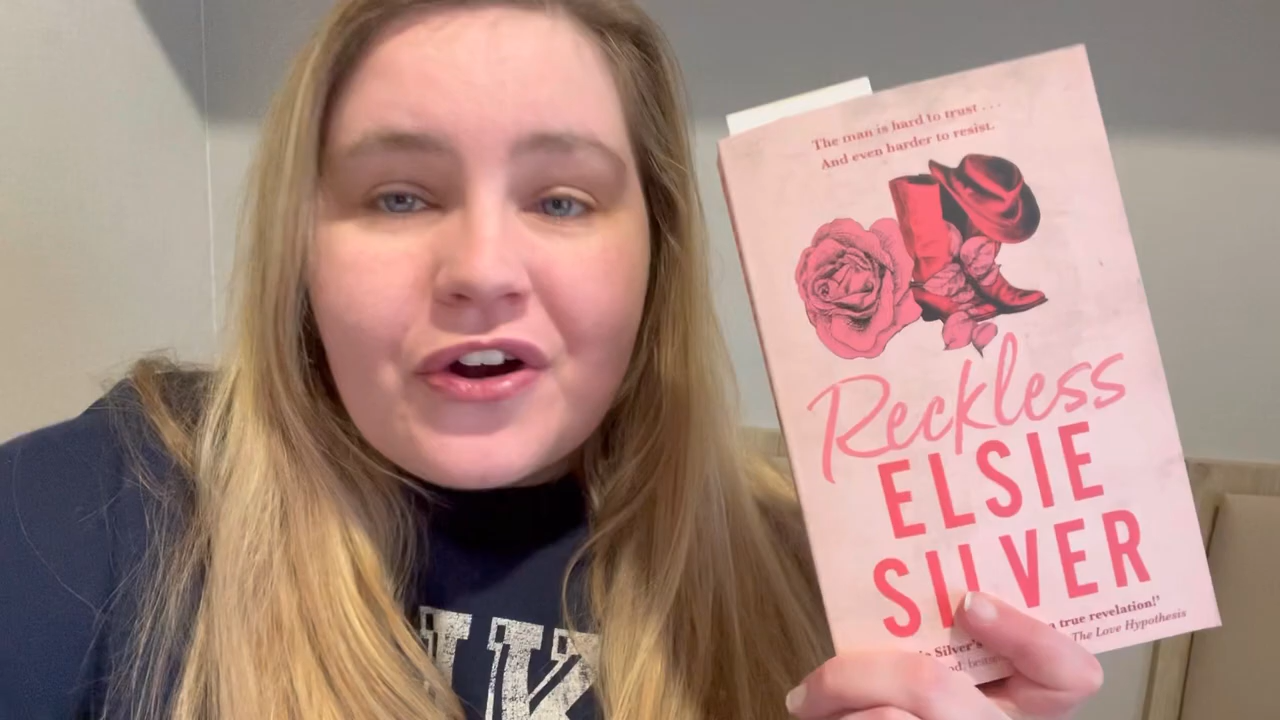 The man is hard to trust . . .
And even harder to resist.
Reckless
ELSIE
SILVER
a true revelation!'
Silver's
The Love Hypothesis